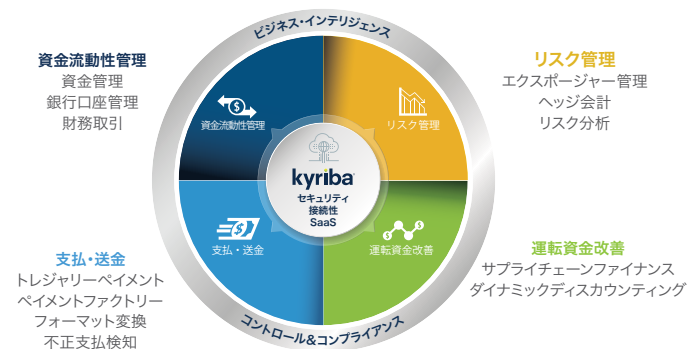 ビジネス・インテリジェンス
資金流動性管理
資金管理
銀行口座管理
財務取引
リスク管理
エクスポージャー管理
ヘッジ会計
リスク分析
資金流動性管理
リスク管理
kyriba
セキュリティ
接続性
SaaS
支払・送金
運転資金改善
支払・送金
トレジャリーペイメント
ペイメントファクトリー
フォーマット変換
不正支払検知
運転資金改善
サプライチェーンファイナンス
ダイナミックディスカウンティング
コントロール&コンプライアンス